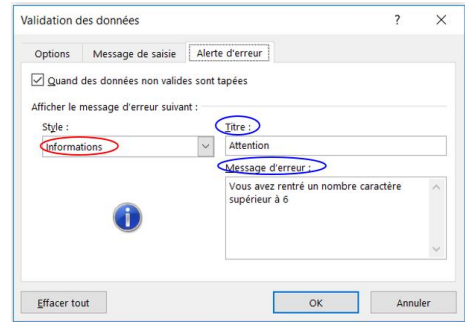 Validation des données ? ×
Options Message de saisie Alerte d'erreur
Quand des données non valides sont tapées
Afficher le message d'erreur suivant :
Style : Titre :
Informations Attention
Message d'erreur :
Vous avez rentré un nombre caractère
supérieur à 6
Effacer tout OK Annuler